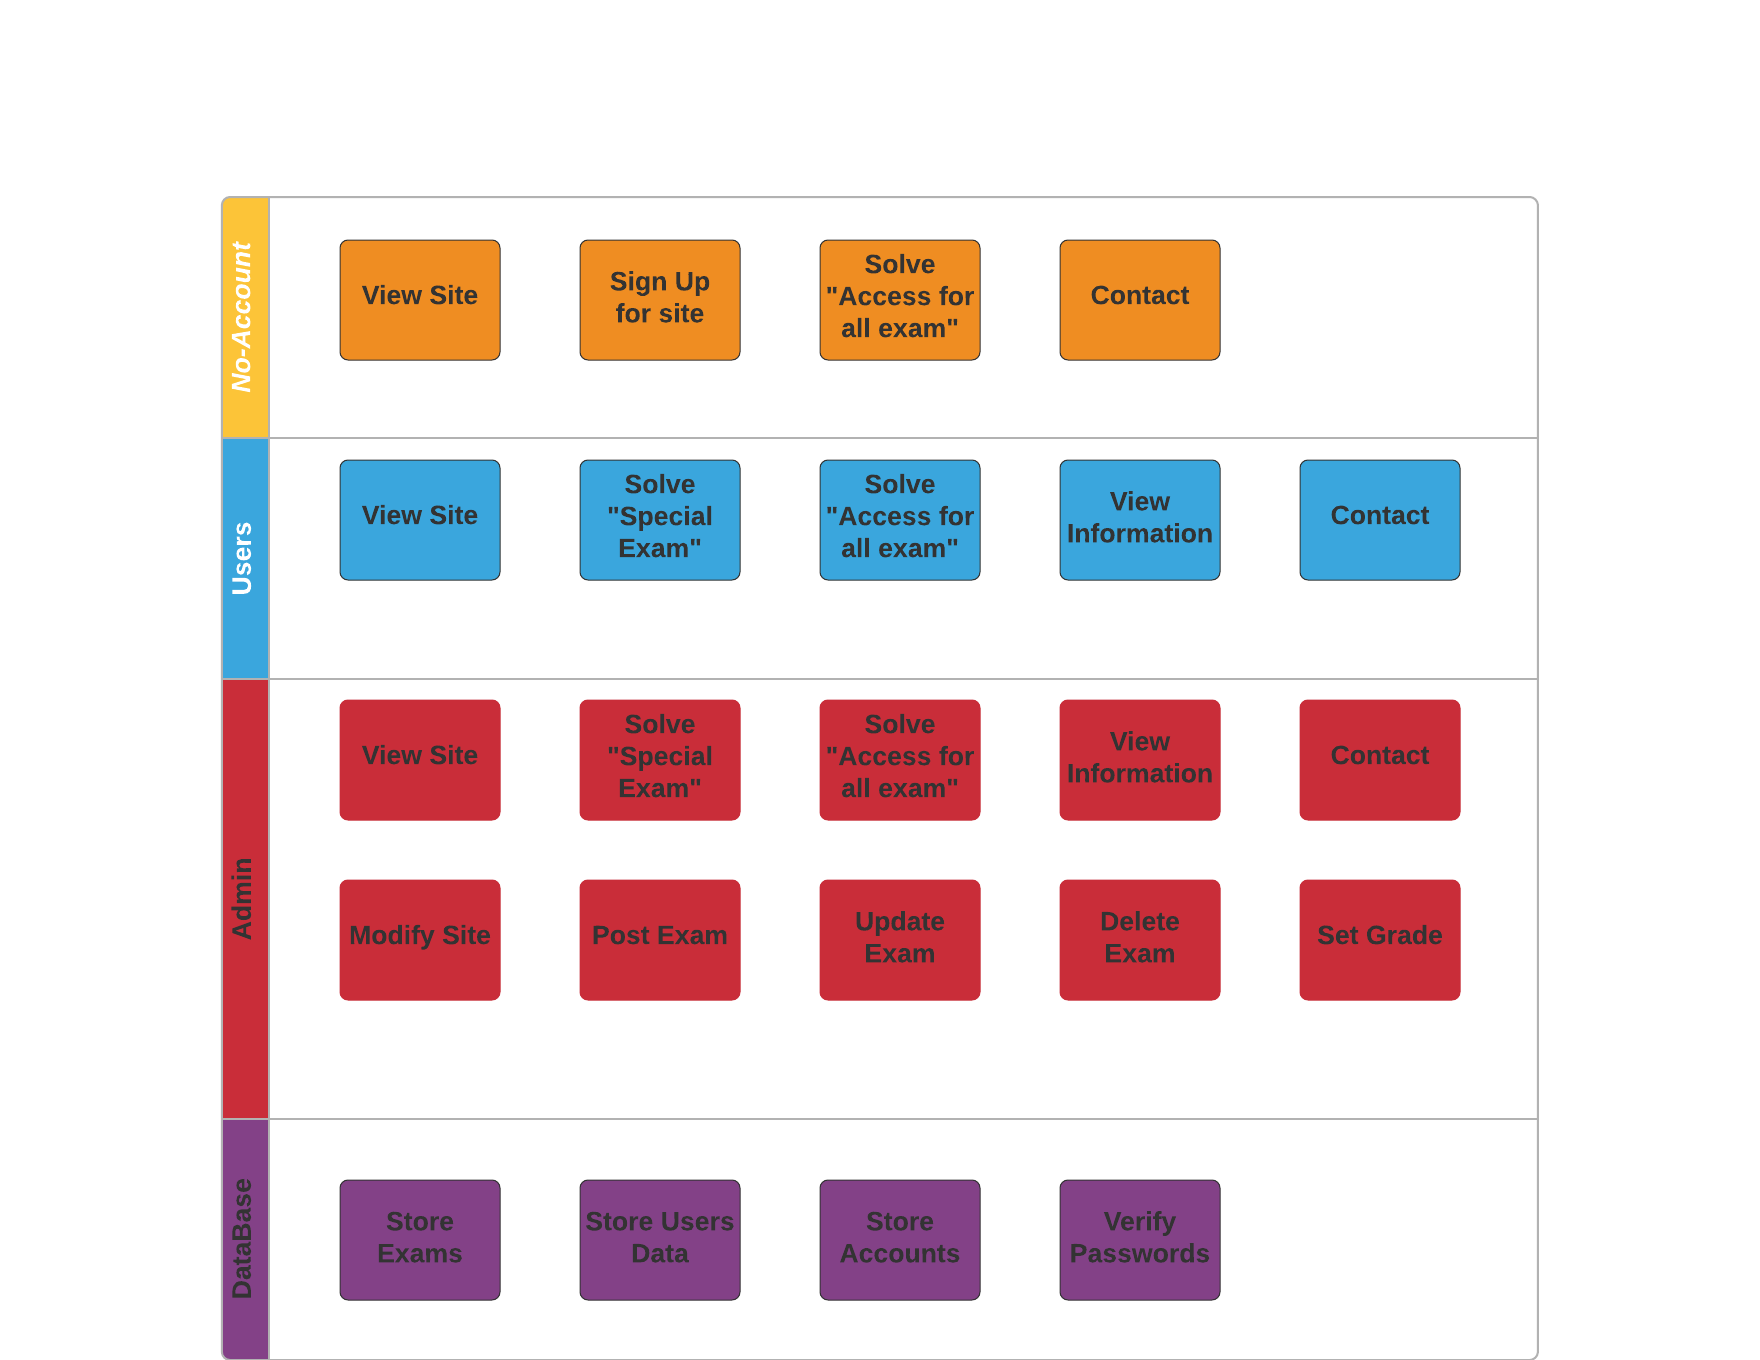 No-Account
View Site
Sign Up
for site
Solve
"Access for
all exam"
Contact
Users
View Site
Solve
"Special
Exam"
Solve
"Access for
all exam"
View
Information
Contact
Admin
View Site
Solve
"Special
Exam"
Solve
"Access for
all exam"
View
Information
Contact
Modify Site
Post Exam
Update
Exam
Delete
Exam
Set Grade
DataBase
Store
Exams
Store Users
Data
Store
Accounts
Verify
Passwords